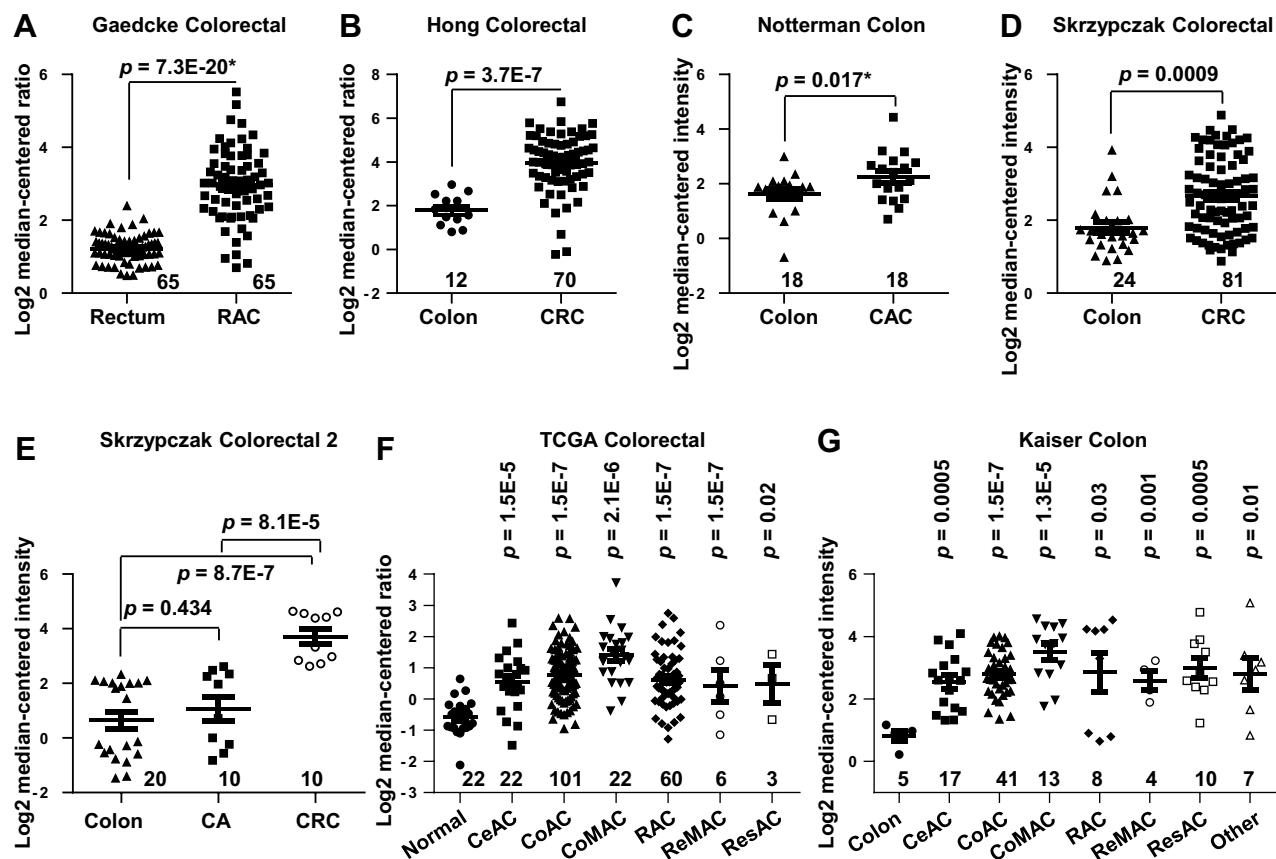 A
Gaedcke Colorectal
p = 7.3E-20*
Log2 median-centered ratio
6
4
2
0
65
65
Rectum
RAC
B
Hong Colorectal
p = 3.7E-7
Log2 median-centered ratio
8
6
4
2
0
-2
12
70
Colon
CRC
C
Notterman Colon
p = 0.017*
Log2 median-centered intensity
6
4
2
0
-2
18
18
Colon
CAC
D
Skrzypczak Colorectal
p = 0.0009
Log2 median-centered intensity
6
4
2
0
24
81
Colon
CRC
E
Skrzypczak Colorectal 2
p = 8.1E-5
p = 8.7E-7
p = 0.434
Log2 median-centered intensity
6
4
2
0
-2
20
10
10
Colon
CA
CRC
F
TCGA Colorectal
p = 1.5E-5
p = 1.5E-7
p = 2.1E-6
p = 1.5E-7
p = 1.5E-7
p = 0.02
Log2 median-centered ratio
4
3
2
1
0
-1
-2
-3
22
22
101
22
60
6
3
Normal
CeAC
CoAC
CoMAC
RAC
ReMAC
ResAC
G
Kaiser Colon
p = 0.0005
p = 1.5E-7
p = 1.3E-5
p = 0.03
p = 0.001
p = 0.0005
p = 0.01
Log2 median-centered intensity
6
4
2
0
5
17
41
13
8
4
10
7
Colon
CeAC
CoAC
CoMAC
RAC
ReMAC
ResAC
Other